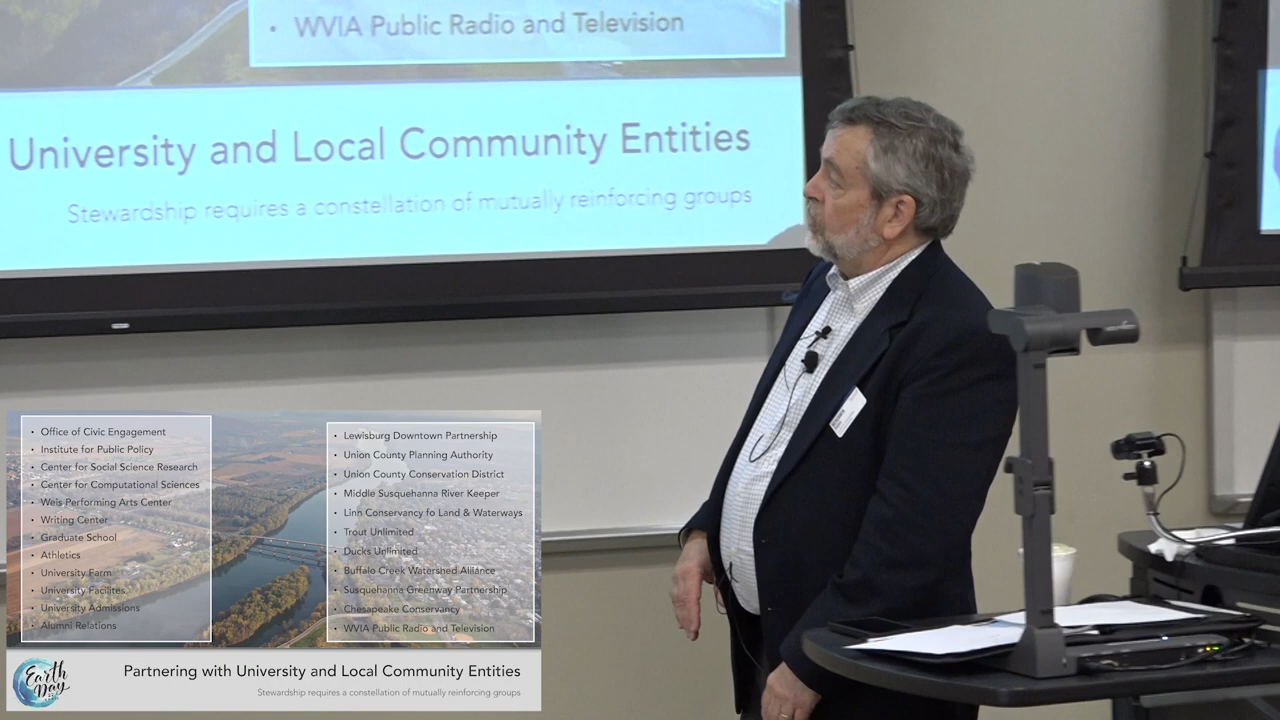 • WVIA Public Radio and Television
University and Local Community Entities
Stewardship requires a constellation of mutually reinforcing groups
• Office of Civic Engagement
• Institute for Public Policy
• Center for Social Science Research
• Center for Computational Sciences
• Weis Performing Arts Center
• Writing Center
• Graduate School
• Athletics
• University Farm
• University Facilites
• University Admissions
• Alumni Relations
• Lewisburg Downtown Partnership
• Union County Planning Authority
• Union County Conservation District
• Middle Susquehanna River Keeper
• Linn Conservancy fo Land & Waterways
• Trout Unlimited
• Ducks Unlimited
• Buffalo Creek Watershed Aliiance
• Susquehanna Greenway Partnership
• Chesapeake Conservancy
• WVIA Public Radio and Television
Earth
Day
Partnering with University and Local Community Entities
Stewardship requires a constellation of mutually reinforcing groups